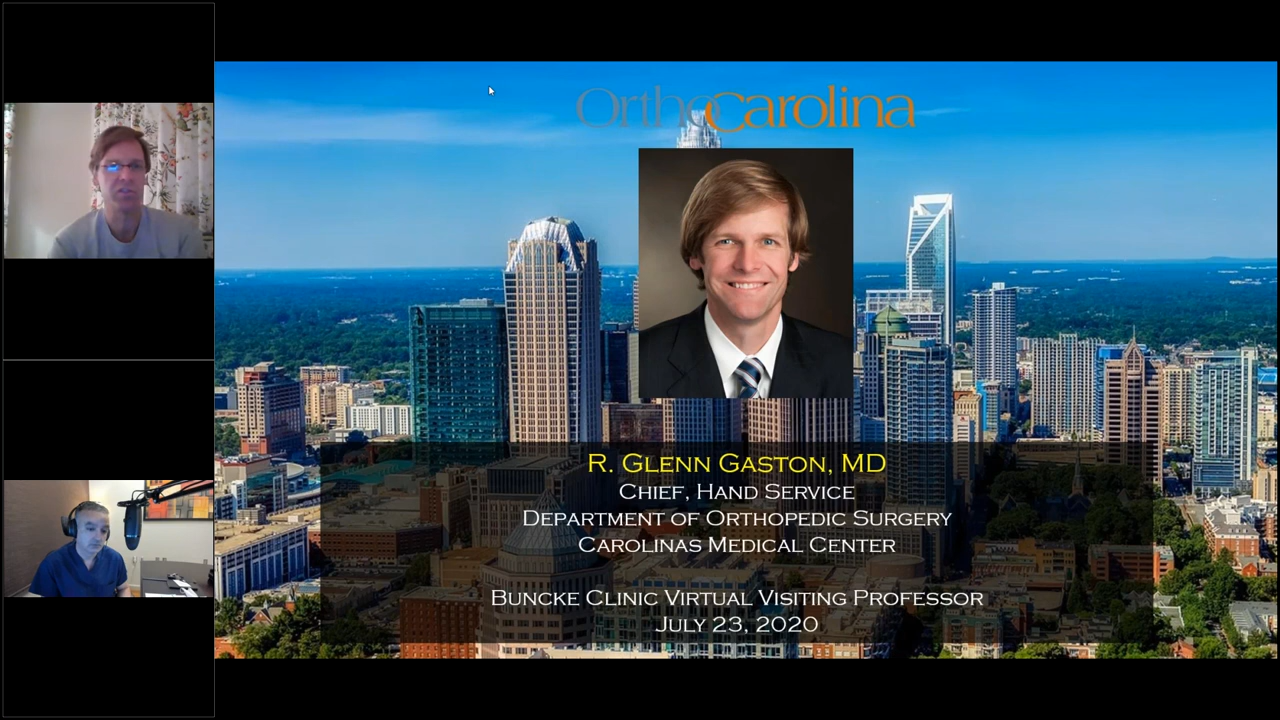 OrthoCarolina
R. Glenn Gaston, MD
Chief, Hand Service
Department of Orthopedic Surgery
Carolinas Medical Center
Buncke Clinic Virtual Visiting Professor
July 23, 2020